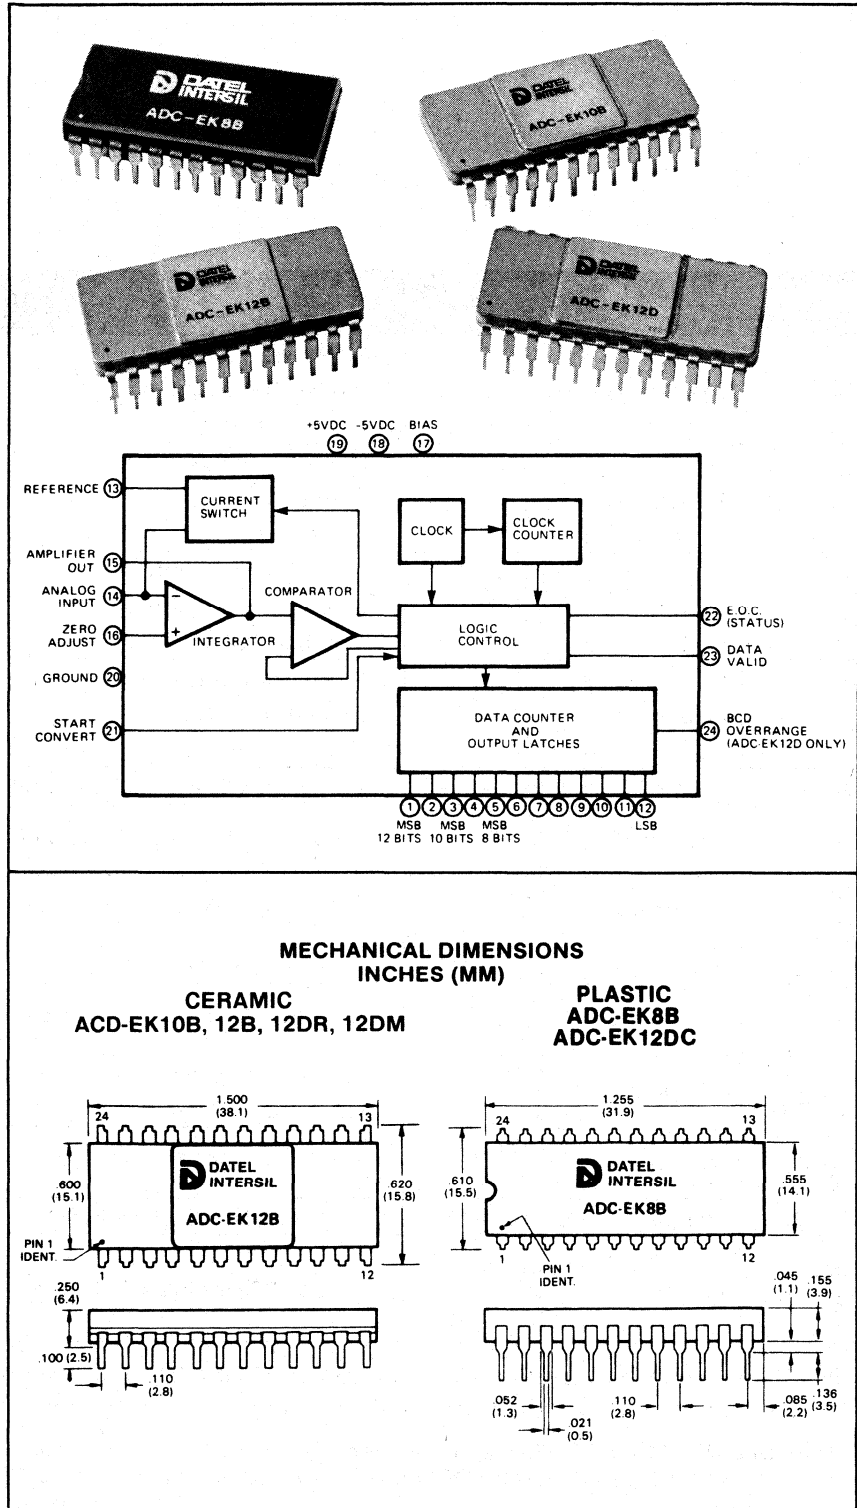 DATEL
INTERSIL
ADC-EK8B
DATEL
INTERSIL
ADC-EK10B
DATEL
INTERSIL
ADC-EK12B
DATEL
INTERSIL
ADC-EK12D
+5VDC -5VDC BIAS
19 18 17
REFERENCE 13
CURRENT
SWITCH
CLOCK
CLOCK
COUNTER
AMPLIFIER
OUT 15
ANALOG
INPUT 14
COMPARATOR
ZERO
ADJUST 16
INTEGRATOR
LOGIC
CONTROL
22 E.O.C.
(STATUS)
23 DATA
VALID
GROUND 20
START
CONVERT 21
DATA COUNTER
AND
OUTPUT LATCHES
24 BCD
OVERRANGE
(ADC-EK12D ONLY)
1 2 3 4 5 6 7 8 9 10 11 12
MSB MSB MSB LSB
12 BITS 10 BITS 8 BITS
MECHANICAL DIMENSIONS
INCHES (MM)
CERAMIC
ACD-EK10B, 12B, 12DR, 12DM
PLASTIC
ADC-EK8B
ADC-EK12DC
1.500
(38.1)
24 13
.600
(15.1)
.620
(15.8)
DATEL
INTERSIL
ADC-EK12B
PIN 1
IDENT.
1 12
.250
(6.4)
.100 (2.5)
.110
(2.8)
1.255
(31.9)
24 13
.610
(15.5)
.555
(14.1)
DATEL
INTERSIL
ADC-EK8B
1 12
PIN 1
IDENT.
.045
(1.1)
.155
(3.9)
.052
(1.3)
.021
(0.5)
.110
(2.8)
.085
(2.2)
.136
(3.5)